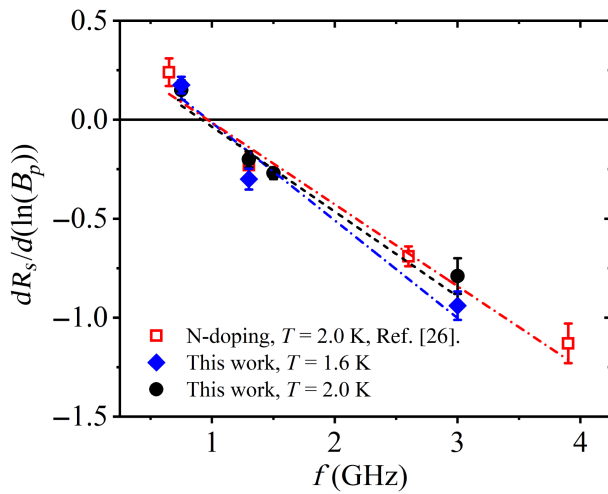 0.5
0.0
−0.5
−1.0
−1.5
dR_s/d(ln(B_p))
N-doping, T = 2.0 K, Ref. [26].
This work, T = 1.6 K
This work, T = 2.0 K
1 2 3 4
f (GHz)